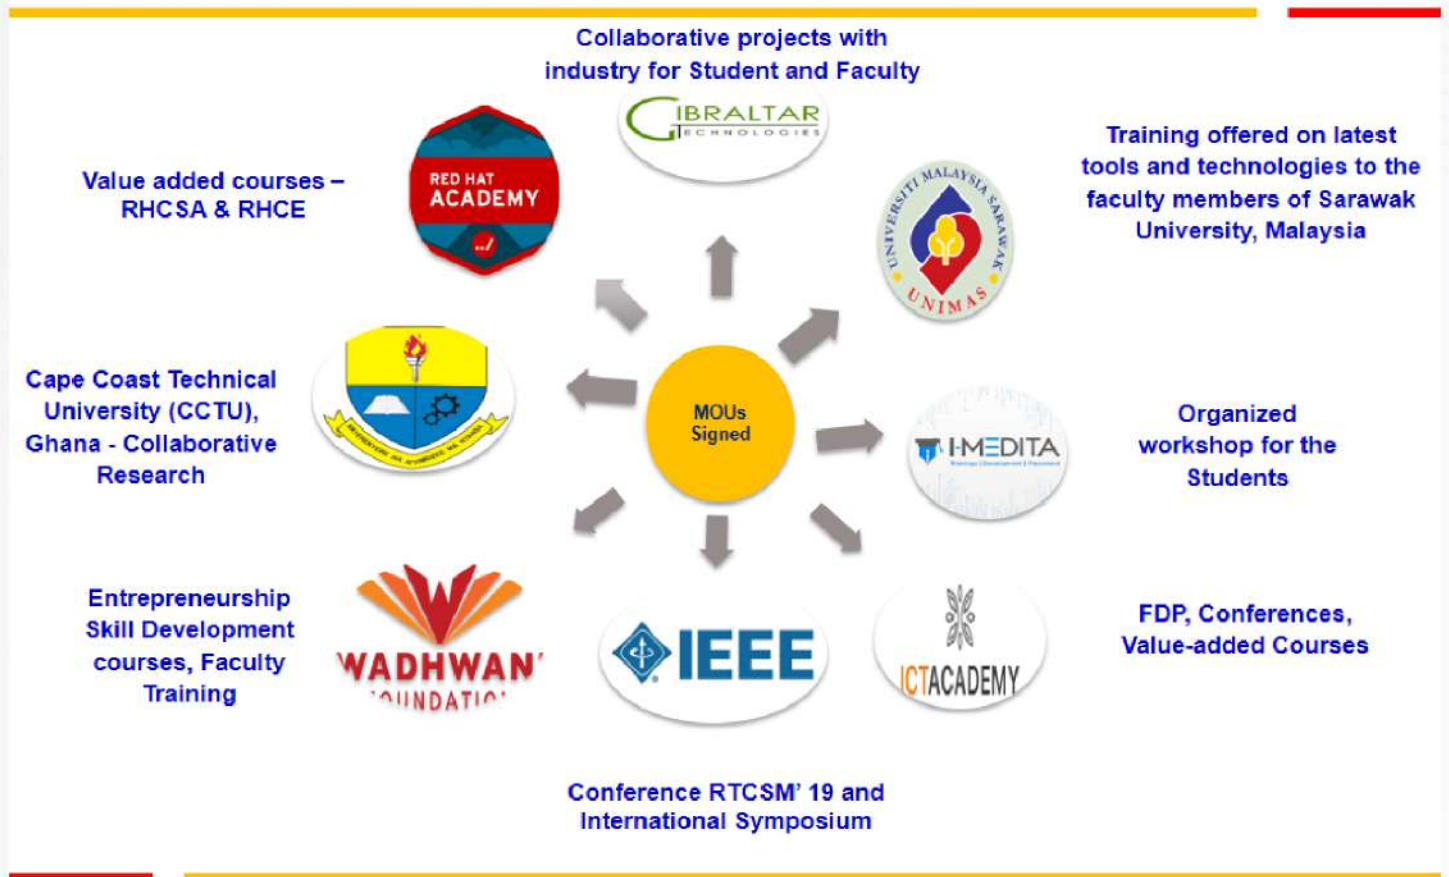 Collaborative projects with
industry for Student and Faculty
GIBRALTAR
TECHNOLOGIES
Value added courses –
RHCSA & RHCE
RED HAT
ACADEMY
../
UNIVERSITI MALAYSIA SARAWAK
UNIMAS
Training offered on latest
tools and technologies to the
faculty members of Sarawak
University, Malaysia
Cape Coast Technical
University (CCTU),
Ghana - Collaborative
Research
MOUs
Signed
I-MEDITA
Organized
workshop for the
Students
Entrepreneurship
Skill Development
courses, Faculty
Training
WADHWAN
OUNDATIO
IEEE
ICTACADEMY
FDP, Conferences,
Value-added Courses
Conference RTCSM’ 19 and
International Symposium